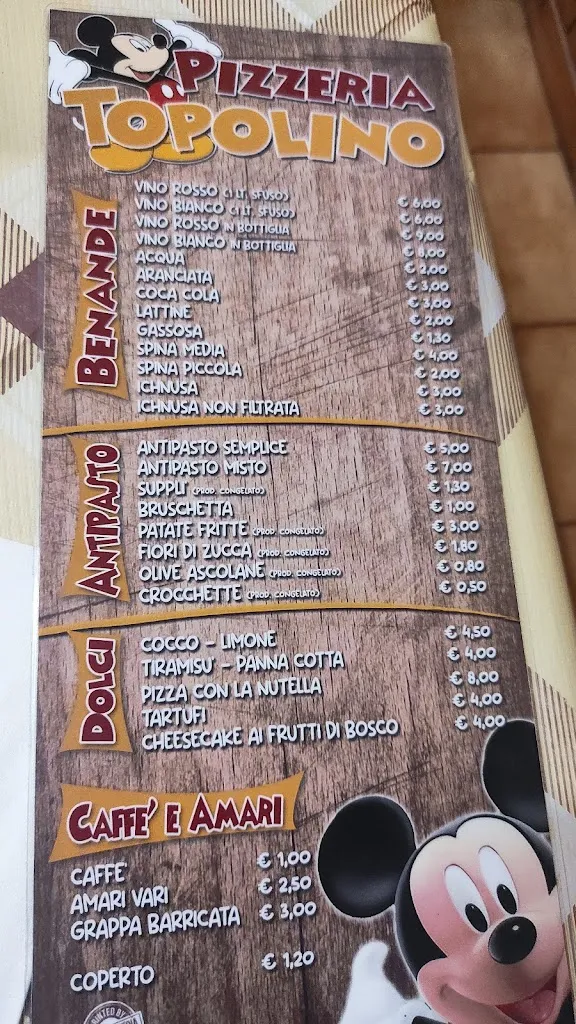 PIZZERIA
TOPOLINO
BENANDE
VINO ROSSO (1 LT. SFUSO) € 6,00
VINO BIANCO (1 LT. SFUSO) € 6,00
VINO ROSSO IN BOTTIGLIA € 9,00
VINO BIANCO IN BOTTIGLIA € 8,00
ACQUA € 2,00
ARANCIATA € 3,00
COCA COLA € 3,00
LATTINE € 2,00
GASSOSA € 1,30
SPINA MEDIA € 4,00
SPINA PICCOLA € 2,00
ICHNUSA € 3,00
ICHNUSA NON FILTRATA € 3,00
ANTIPASTO
ANTIPASTO SEMPLICE € 5,00
ANTIPASTO MISTO € 7,00
SUPPLI' (PROD. CONGELATO) € 1,30
BRUSCHETTA € 1,00
PATATE FRITTE (PROD. CONGELATO) € 3,00
FIORI DI ZUCCA (PROD. CONGELATO) € 1,80
OLIVE ASCOLANE (PROD. CONGELATO) € 0,80
CROCCHETTE (PROD. CONGELATO) € 0,50
DOLCI
COCCO - LIMONE € 4,50
TIRAMISU' - PANNA COTTA € 4,00
PIZZA CON LA NUTELLA € 8,00
TARTUFI € 4,00
CHEESECAKE AI FRUTTI DI BOSCO € 4,00
CAFFE' E AMARI
CAFFE' € 1,00
AMARI VARI € 2,50
GRAPPA BARRICATA € 3,00
COPERTO € 1,20
PRINTED BY